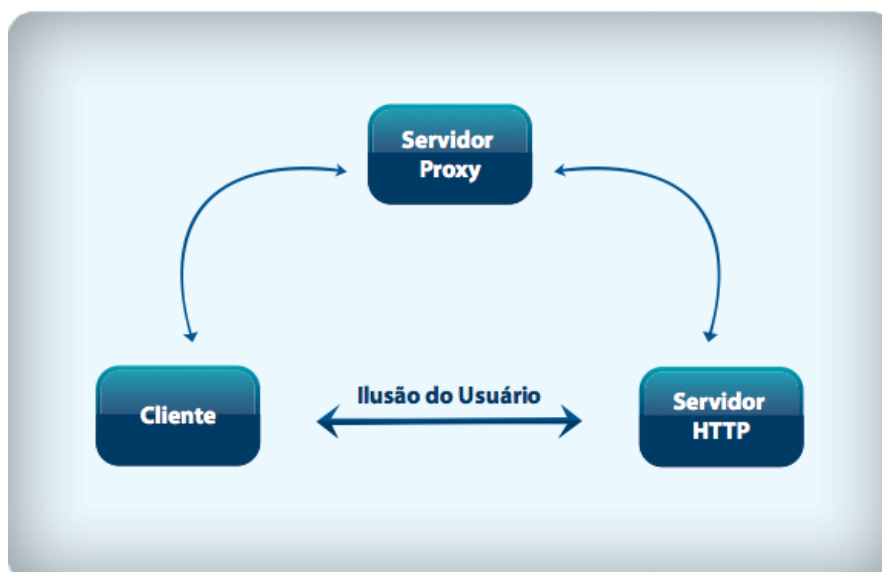 Servidor
Proxy
Ilusão do Usuário
Cliente
Servidor
HTTP